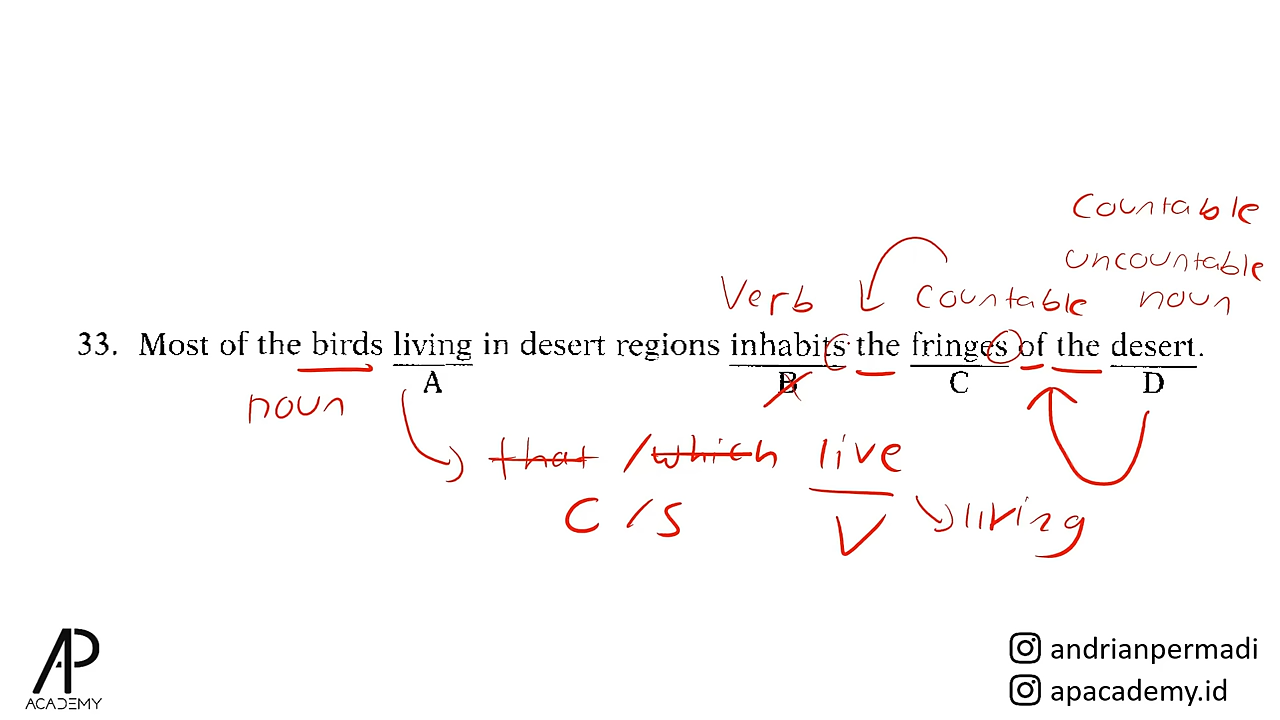 countable
uncountable
Verb countable noun
33. Most of the birds living in desert regions inhabits the fringes of the desert.
A B C D
noun
that / which live
C / S V living
AP
ACADEMY
andrianpermadi
apacademy.id